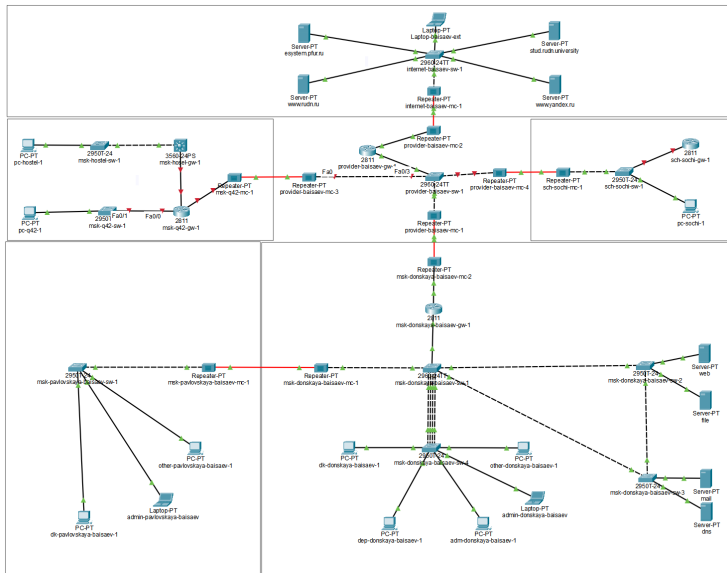 Laptop-PT
Laptop-baisaev-ext
Server-PT
esystem.pfur.ru
Server-PT
stud.rudn.university
2960-24TT
internet-baisaev-sw-1
Server-PT
www.rudn.ru
Server-PT
www.yandex.ru
Repeater-PT
internet-baisaev-mc-1
PC-PT
pc-hostel-1
2950T-24
msk-hostel-sw-1
3560-24PS
msk-hostel-gw-1
Repeater-PT
msk-q42-mc-1
Repeater-PT
provider-baisaev-mc-3
Fa0
PC-PT
pc-q42-1
2950T
msk-q42-sw-1
Fa0/1
Fa0/0
2811
msk-q42-gw-1
Repeater-PT
provider-baisaev-mc-2
2811
Fa0/3
2960-24TT
provider-baisaev-sw-1
Repeater-PT
provider-baisaev-mc-4
Repeater-PT
provider-baisaev-mc-1
2811
sch-sochi-gw-1
Repeater-PT
sch-sochi-mc-1
2950T-24
sch-sochi-sw-1
PC-PT
pc-sochi-1
Repeater-PT
msk-donskaya-baisaev-mc-2
2811
msk-donskaya-baisaev-gw-1
2950T-24
msk-pavlovskaya-baisaev-sw-1
Repeater-PT
msk-pavlovskaya-baisaev-mc-1
Repeater-PT
msk-donskaya-baisaev-mc-1
2960-24TT
msk-donskaya-baisaev-sw-1
2950T-24
msk-donskaya-baisaev-sw-2
Server-PT
web
Server-PT
file
PC-PT
other-pavlovskaya-baisaev-1
Laptop-PT
admin-pavlovskaya-baisaev
PC-PT
dk-pavlovskaya-baisaev-1
PC-PT
dk-donskaya-baisaev-1
2950T-24
msk-donskaya-baisaev-sw-4
PC-PT
other-donskaya-baisaev-1
Laptop-PT
admin-donskaya-baisaev
PC-PT
dep-donskaya-baisaev-1
PC-PT
adm-donskaya-baisaev-1
2950T-24
msk-donskaya-baisaev-sw-3
Server-PT
mail
Server-PT
dns